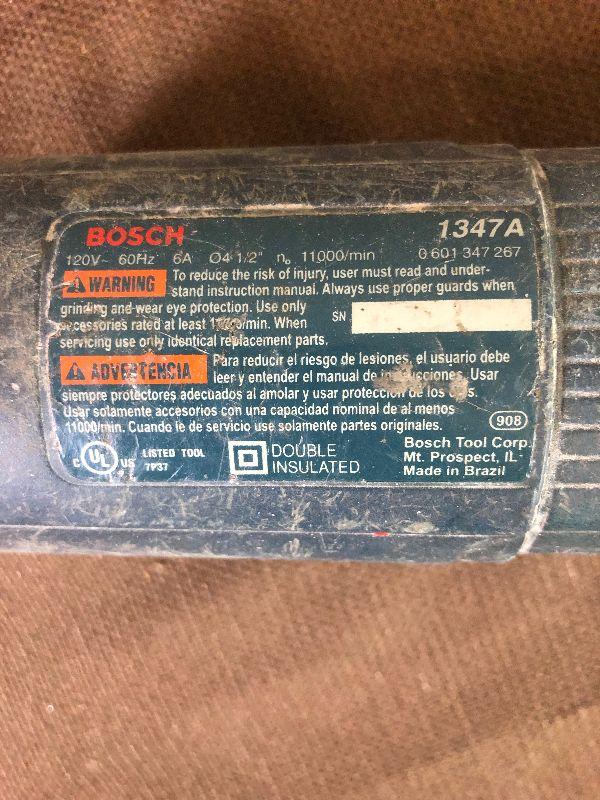 BOSCH 1347A
120V~ 60Hz 6A Ø4 1/2" n₀ 11000/min 0 601 347 267
WARNING To reduce the risk of injury, user must read and under-
stand instruction manual. Always use proper guards when
grinding and wear eye protection. Use only
accessories rated at least /min. When
servicing use only identical replacement parts.
SN
ADVERTENCIA Para reducir el riesgo de lesiones, el usuario debe
leer y entender el manual de instrucciones. Usar
siempre protectores adecuados al amolar y usar protección de los ojos.
Usar solamente accesorios con una capacidad nominal de al menos
11000/min. Cuando le de servicio use solamente partes originales.
908
C UL US LISTED TOOL
7P37
DOUBLE
INSULATED
Bosch Tool Corp.
Mt. Prospect, IL
Made in Brazil